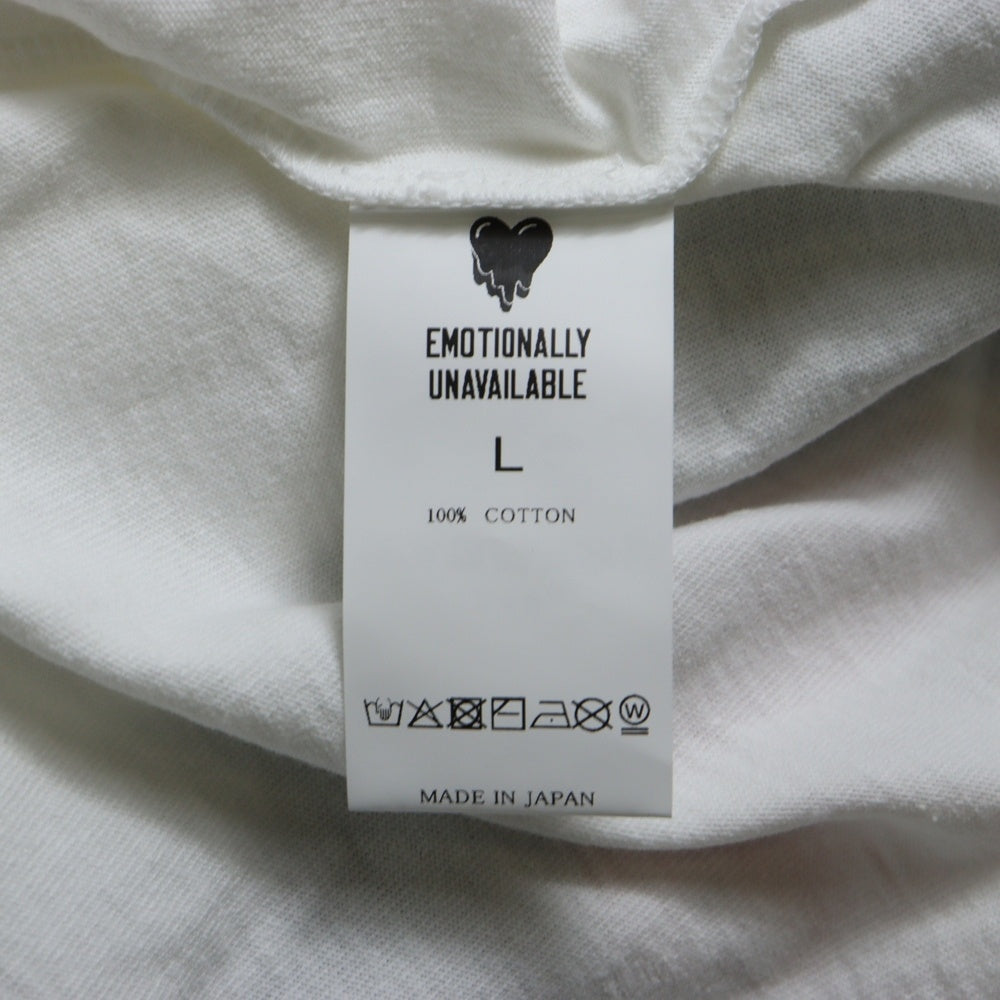 EMOTIONALLY
UNAVAILABLE
L
100% COTTON
W
MADE IN JAPAN